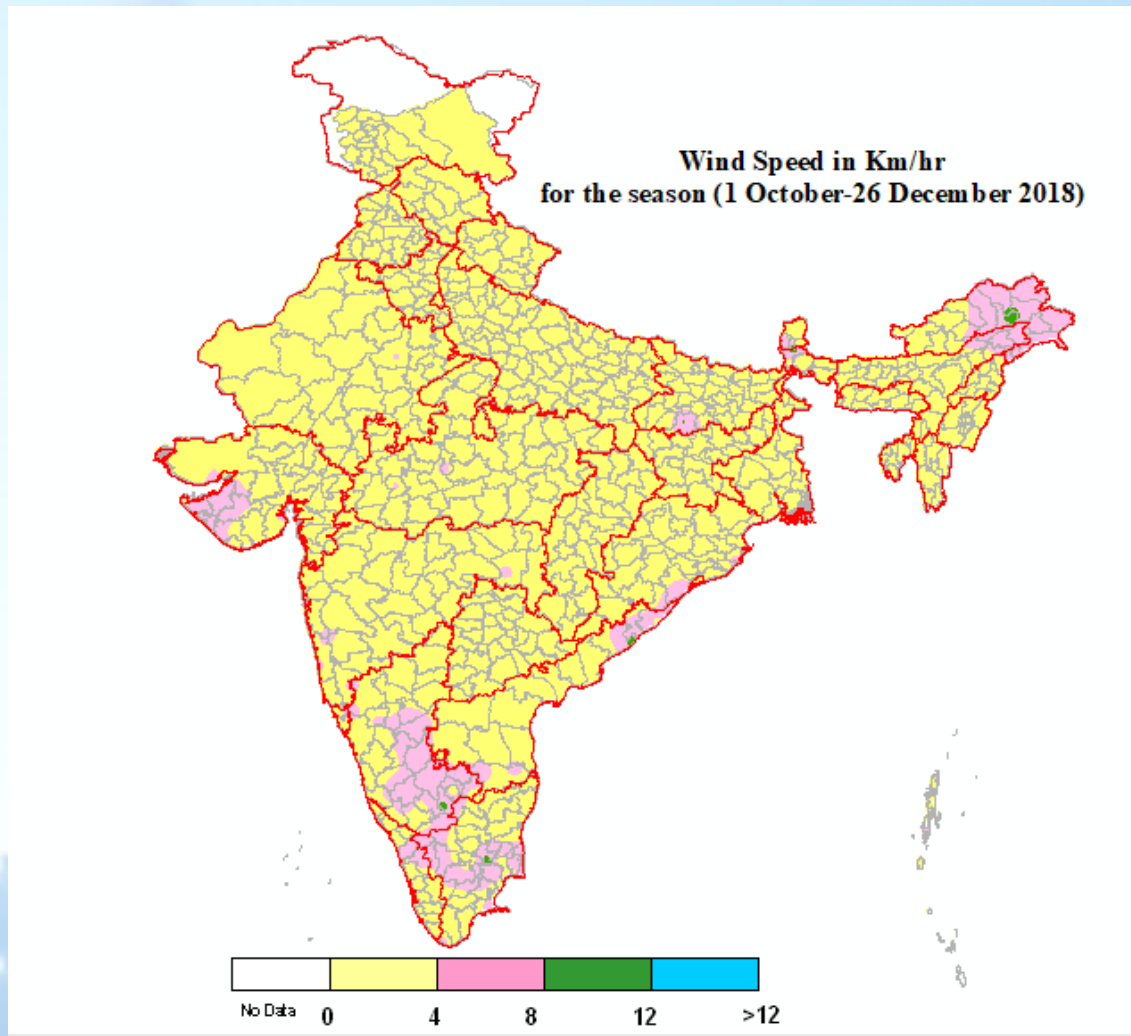 Wind Speed in Km/hr
for the season (1 October-26 December 2018)
No Data 0 4 8 12 >12